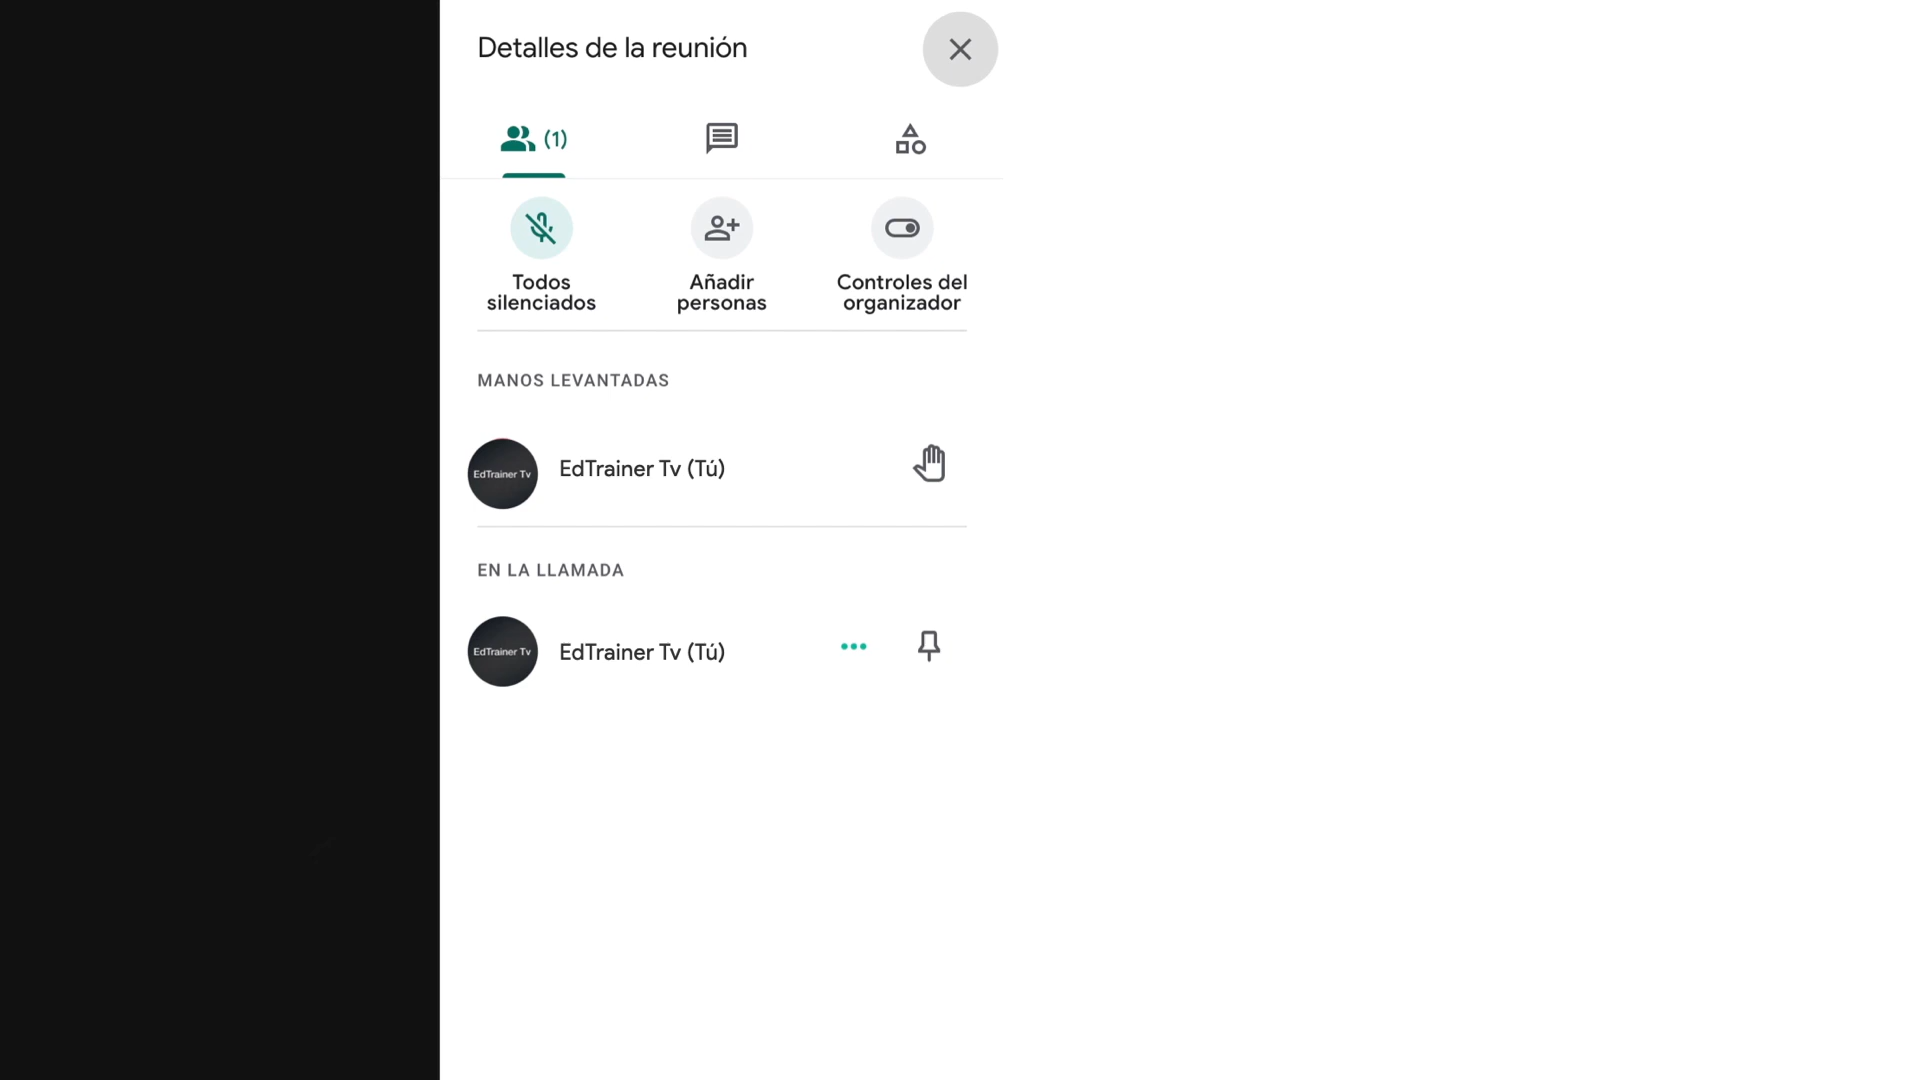 Detalles de la reunión
(1)
Todos
silenciados
Añadir
personas
Controles del
organizador
MANOS LEVANTADAS
EdTrainer Tv
EdTrainer Tv (Tú)
EN LA LLAMADA
EdTrainer Tv
EdTrainer Tv (Tú)